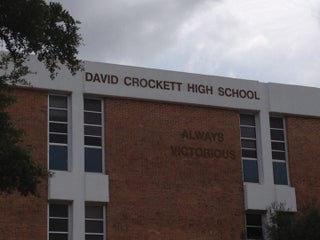 DAVID CROCKETT HIGH SCHOOL
ALWAYS
VICTORIOUS